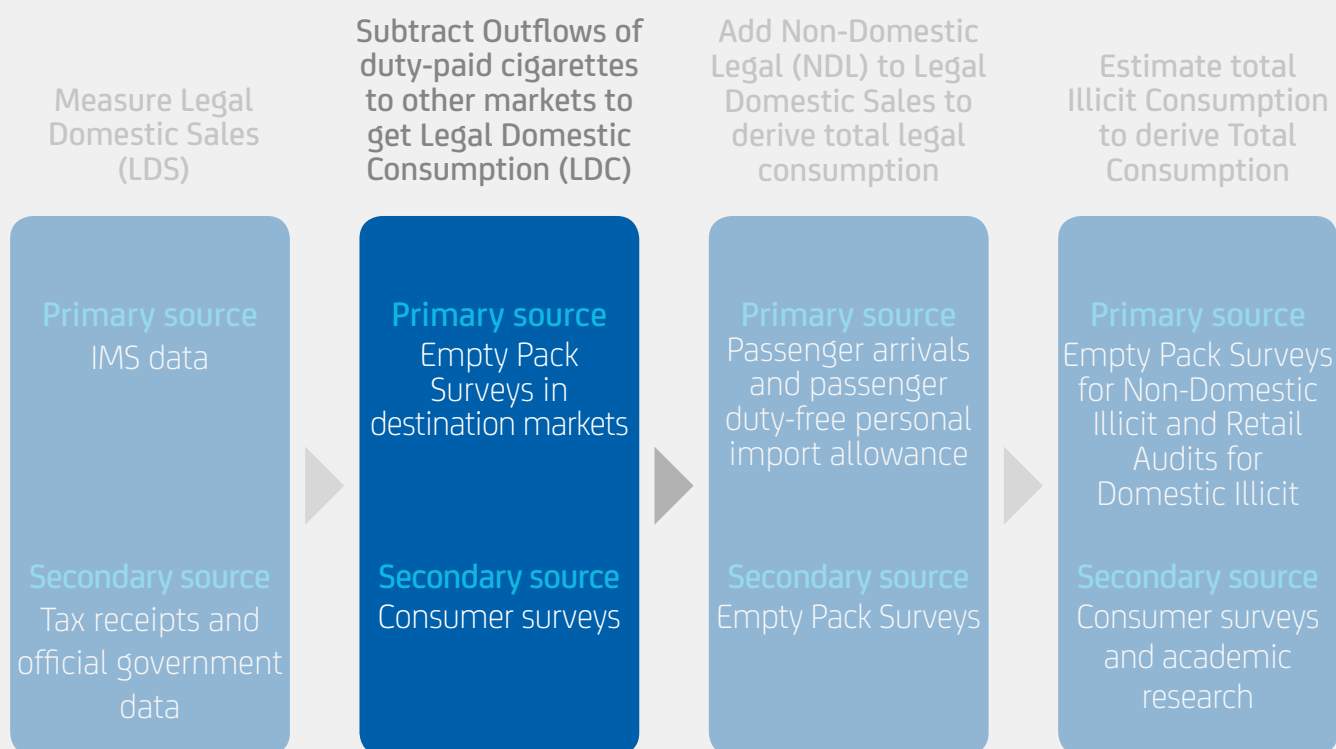 Measure Legal
Domestic Sales
(LDS)
Primary source
IMS data
Secondary source
Tax receipts and
official government
data
Subtract Outflows of
duty-paid cigarettes
to other markets to
get Legal Domestic
Consumption (LDC)
Primary source
Empty Pack
Surveys in
destination markets
Secondary source
Consumer surveys
Add Non-Domestic
Legal (NDL) to Legal
Domestic Sales to
derive total legal
consumption
Primary source
Passenger arrivals
and passenger
duty-free personal
import allowance
Secondary source
Empty Pack Surveys
Estimate total
Illicit Consumption
to derive Total
Consumption
Primary source
Empty Pack Surveys
for Non-Domestic
Illicit and Retail
Audits for
Domestic Illicit
Secondary source
Consumer surveys
and academic
research